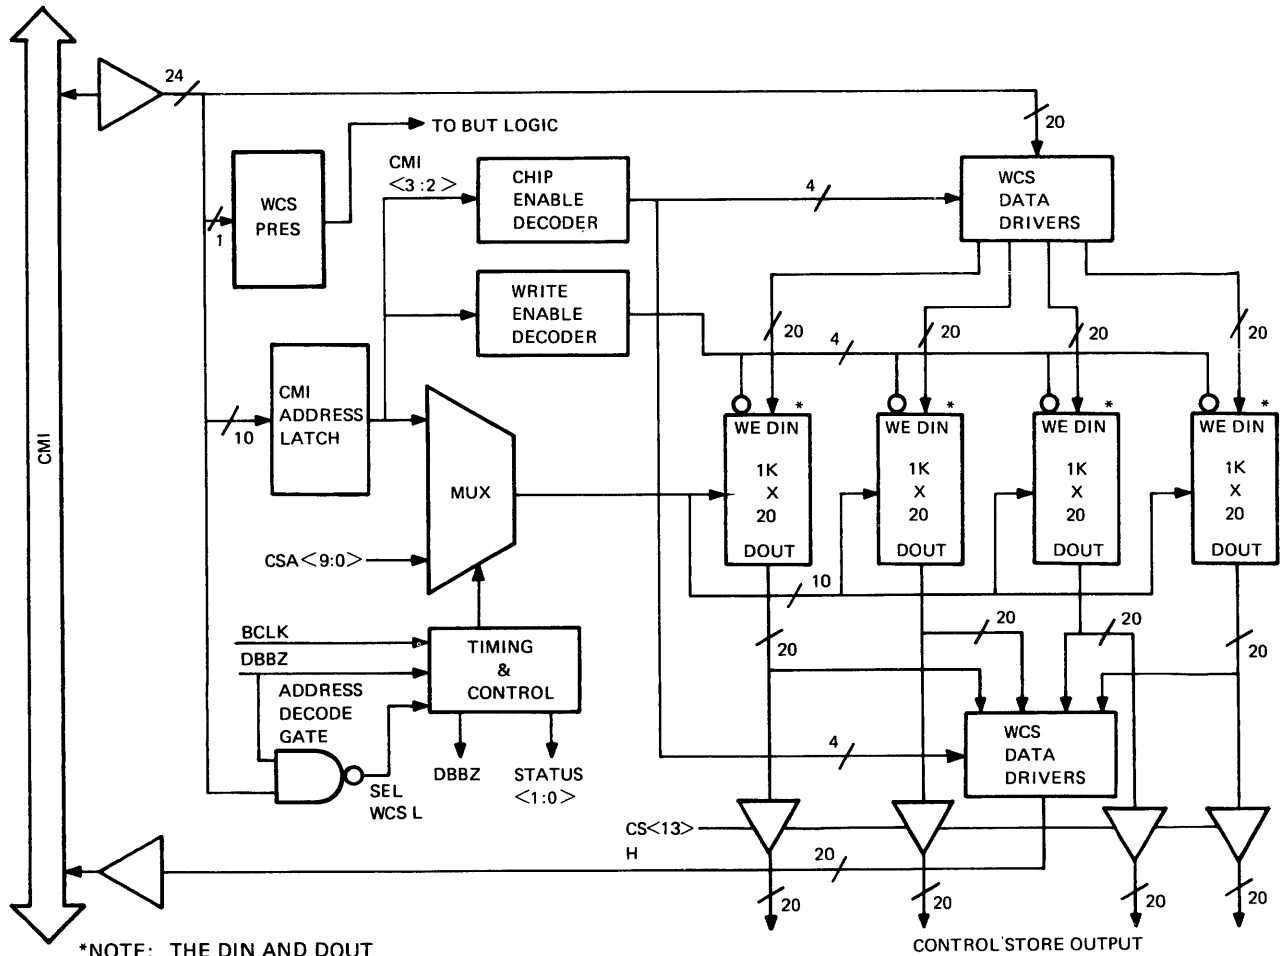 24
20
TO BUT LOGIC
CMI
<3:2>
CHIP
ENABLE
DECODER
4
WCS
DATA
DRIVERS
WCS
PRES
1
WRITE
ENABLE
DECODER
20
4
20
20
20
CMI
ADDRESS
LATCH
10
CMI
MUX
*
*
*
*
WE DIN
1K
X
20
DOUT
WE DIN
1K
X
20
DOUT
WE DIN
1K
X
20
DOUT
WE DIN
1K
X
20
DOUT
CSA<9:0>
10
BCLK
DBBZ
TIMING
&
CONTROL
20
20
20
20
ADDRESS
DECODE
GATE
SEL
WCS L
DBBZ
STATUS
<1:0>
4
WCS
DATA
DRIVERS
CS<13>
H
20
20
20
20
20
CONTROL STORE OUTPUT
*NOTE: THE DIN AND DOUT